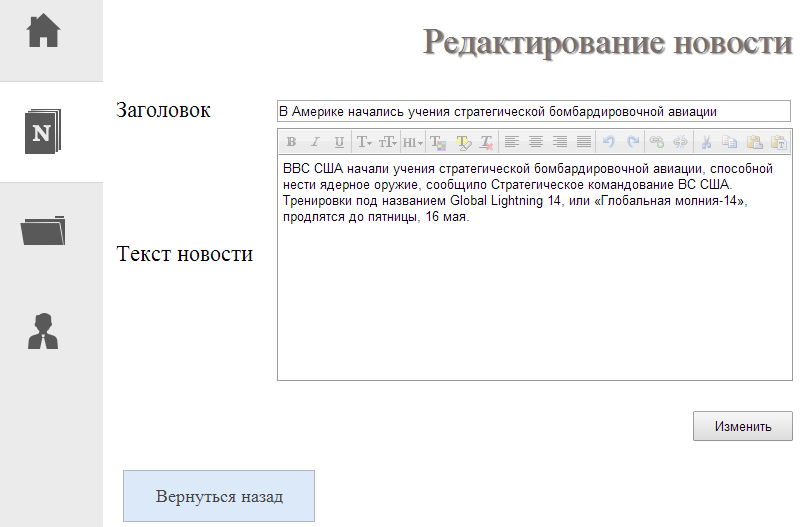 Редактирование новости
N
Заголовок
В Америке начались учения стратегической бомбардировочной авиации
B I U T тT H1 T T T
ВВС США начали учения стратегической бомбардировочной авиации, способной
нести ядерное оружие, сообщило Стратегическое командование ВС США.
Тренировки под названием Global Lightning 14, или «Глобальная молния-14»,
продлятся до пятницы, 16 мая.
Текст новости
Изменить
Вернуться назад